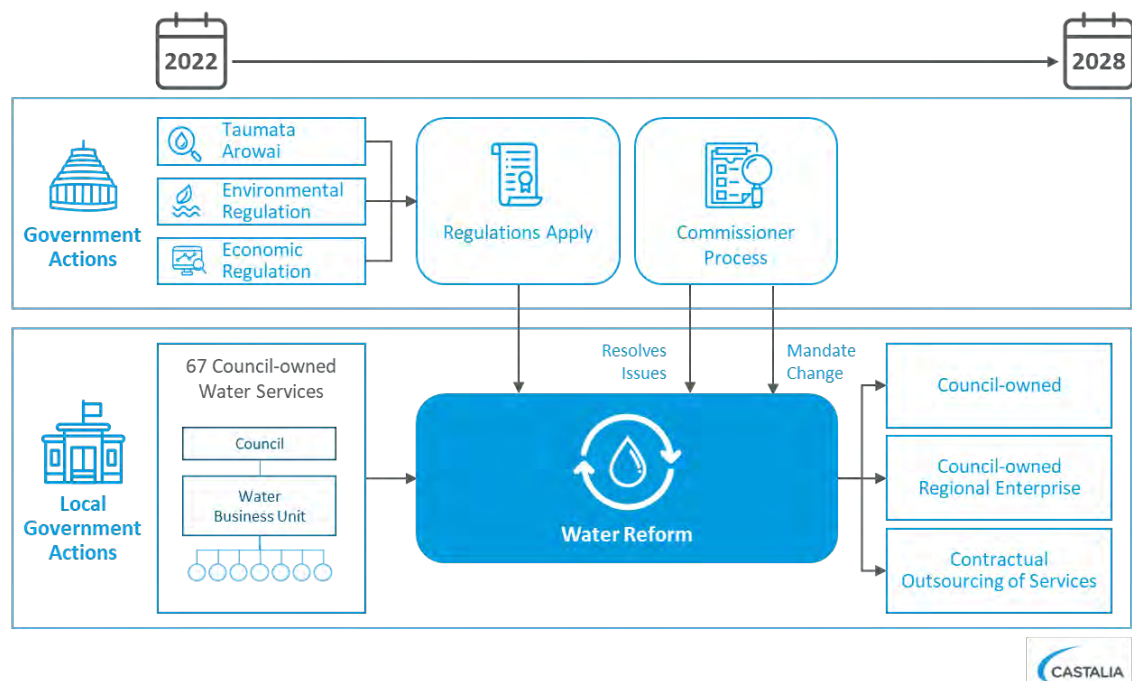 2022
2028
Government
Actions
Taumata
Arowai
Environmental
Regulation
Economic
Regulation
Regulations Apply
Commissioner
Process
Local
Government
Actions
67 Council-owned
Water Services
Council
Water
Business Unit
Resolves
Issues
Mandate
Change
Water Reform
Council-owned
Council-owned
Regional Enterprise
Contractual
Outsourcing of Services
CASTALIA